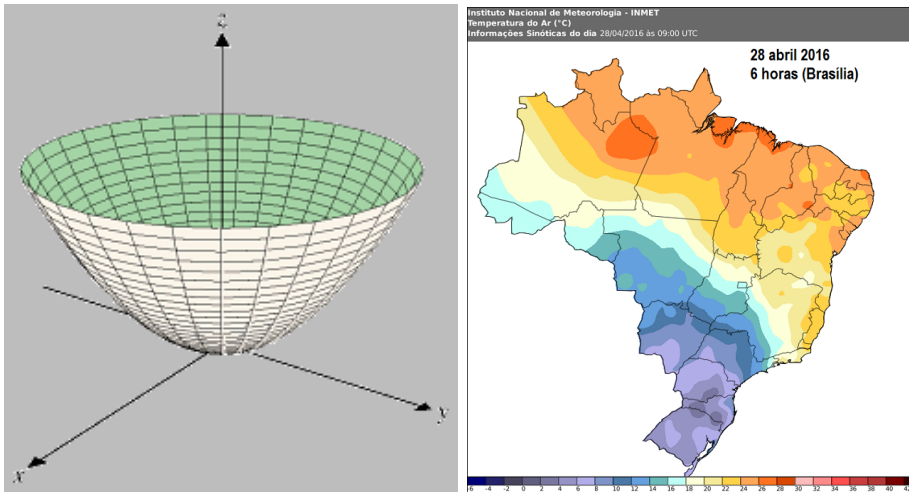 z
x
y
Instituto Nacional de Meteorologia - INMET
Temperatura do Ar (°C)
Informações Sinóticas do dia 28/04/2016 às 09:00 UTC
28 abril 2016
6 horas (Brasília)
-6 -4 -2 0 2 4 6 8 10 12 14 16 18 20 22 24 26 28 30 32 34 36 38 40